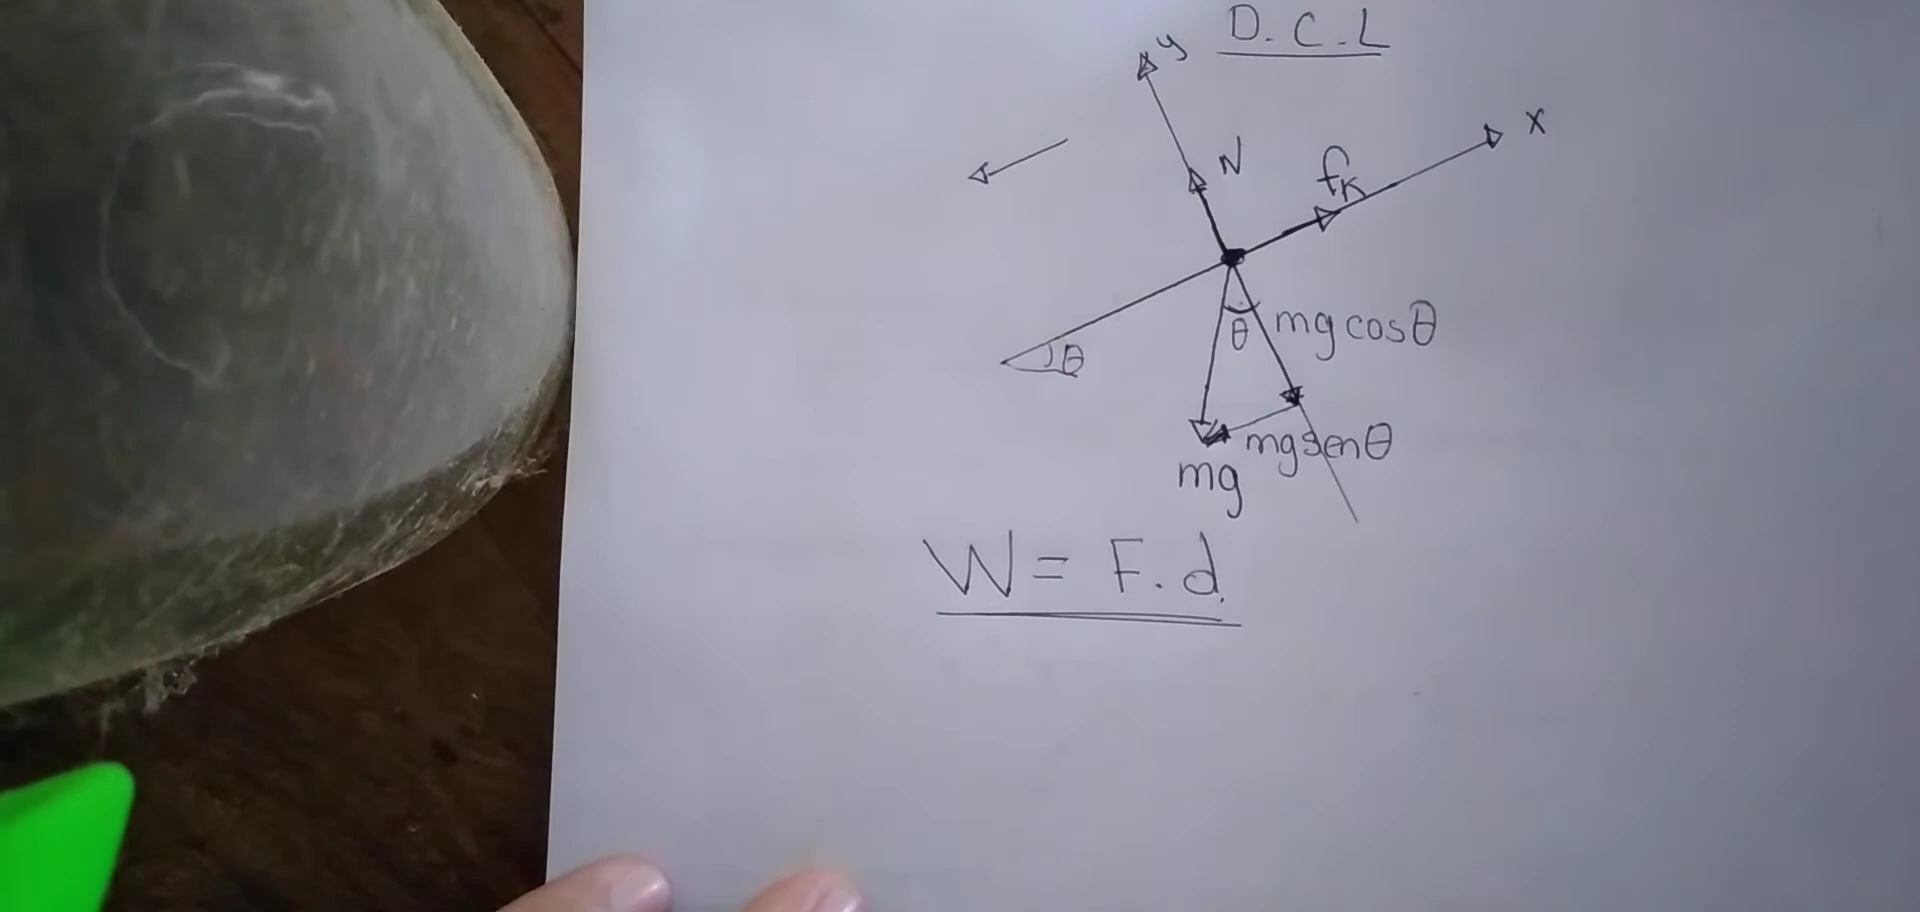 D.C.L
y
x
N
fK
θ
θ
mg cosθ
mg senθ
mg
W = F.d